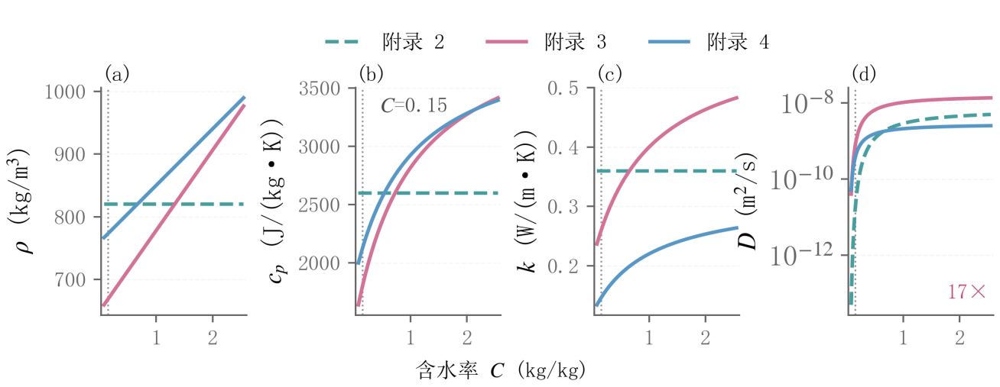 附录 2 附录 3 附录 4
(a) (b) (c) (d)
ρ (kg/m³)
1000
900
800
700
1 2
c_p (J/(kg·K))
3500
3000
2500
2000
C=0.15
1 2
k (W/(m·K))
0.5
0.4
0.3
0.2
1 2
D (m²/s)
10⁻⁸
10⁻¹⁰
10⁻¹²
17×
1 2
含水率 C (kg/kg)